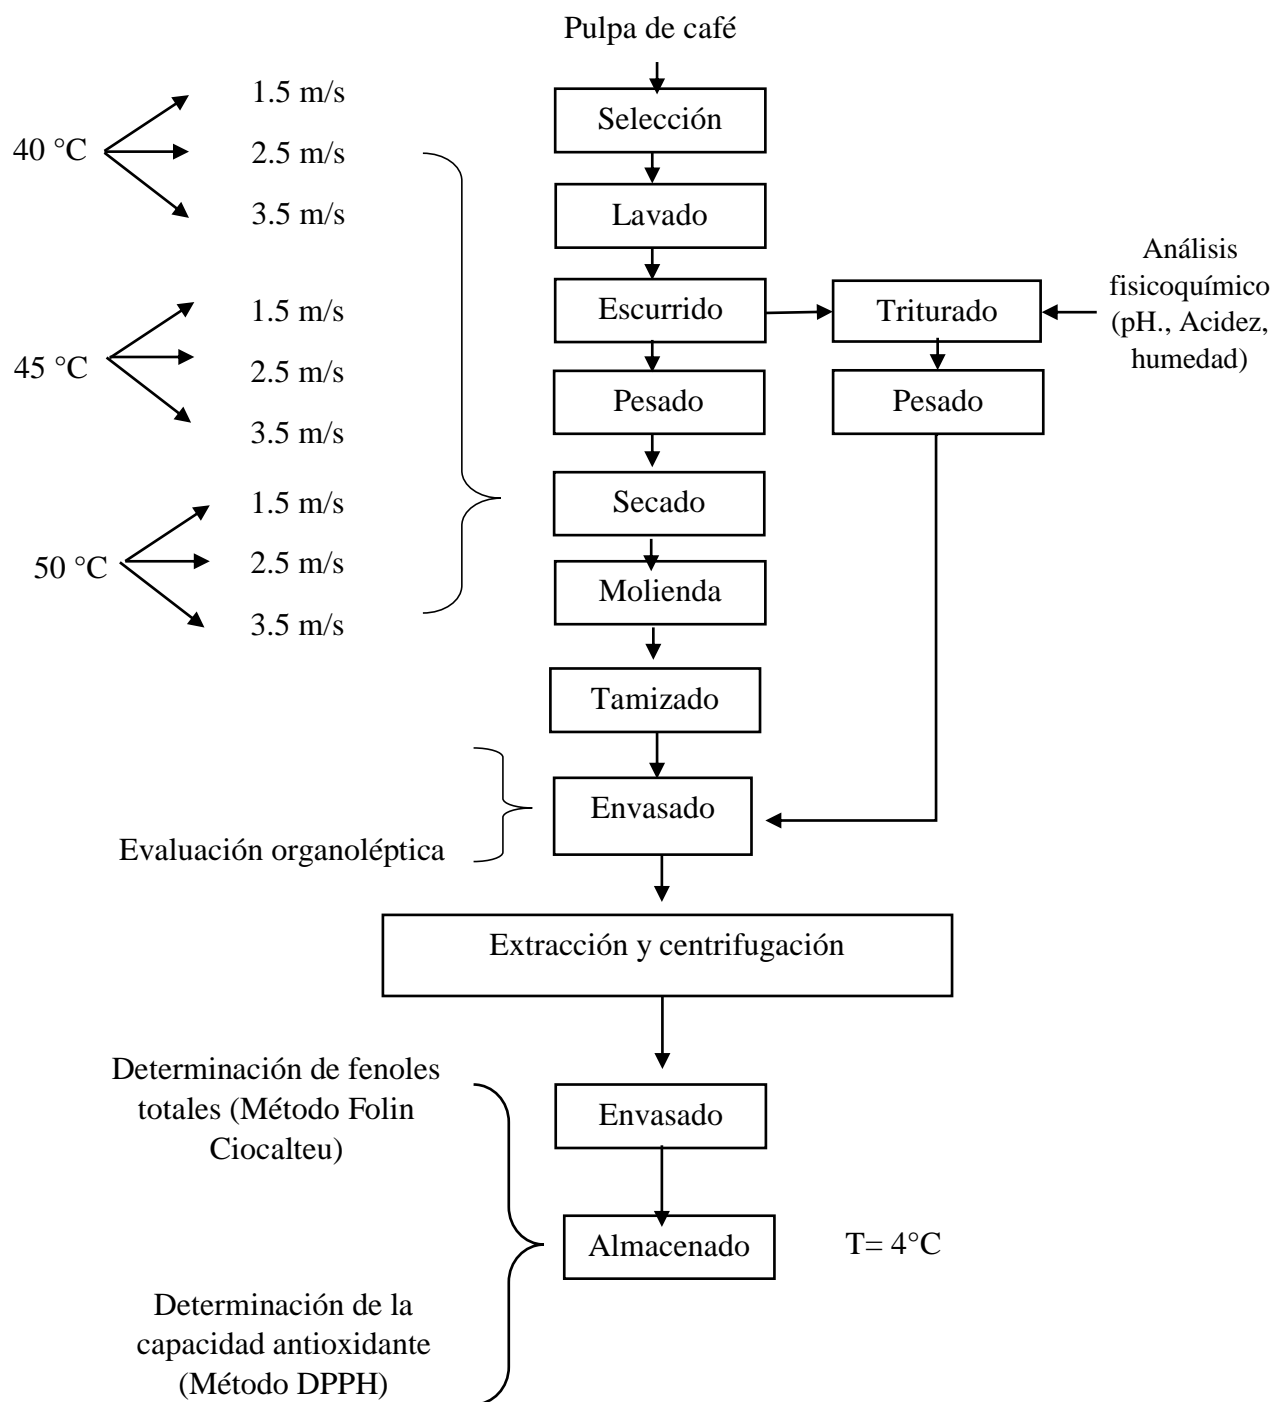 Pulpa de café
Selección
Lavado
Escurrido
Triturado
Análisis
fisicoquímico
(pH., Acidez,
humedad)
Pesado
Pesado
40 °C
1.5 m/s
2.5 m/s
3.5 m/s
45 °C
1.5 m/s
2.5 m/s
3.5 m/s
50 °C
1.5 m/s
2.5 m/s
3.5 m/s
Secado
Molienda
Tamizado
Envasado
Evaluación organoléptica
Extracción y centrifugación
Determinación de fenoles
totales (Método Folin
Ciocalteu)
Envasado
Almacenado
T= 4°C
Determinación de la
capacidad antioxidante
(Método DPPH)